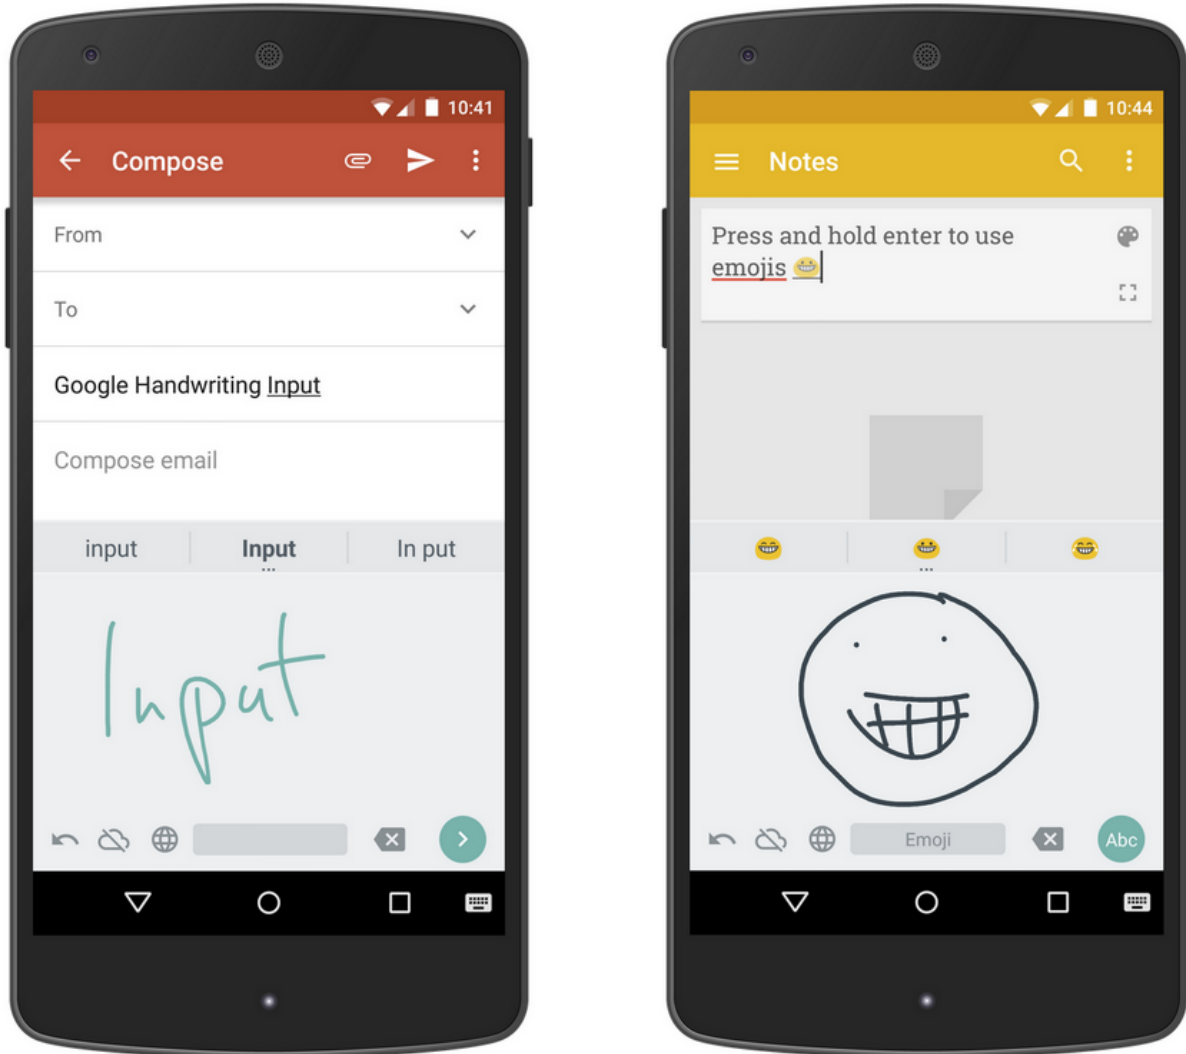 10:41
Compose
From
To
Google Handwriting Input
Compose email
input Input In put
Input
10:44
Notes
Press and hold enter to use
emojis 😁
😁 😀 😂
Emoji Abc